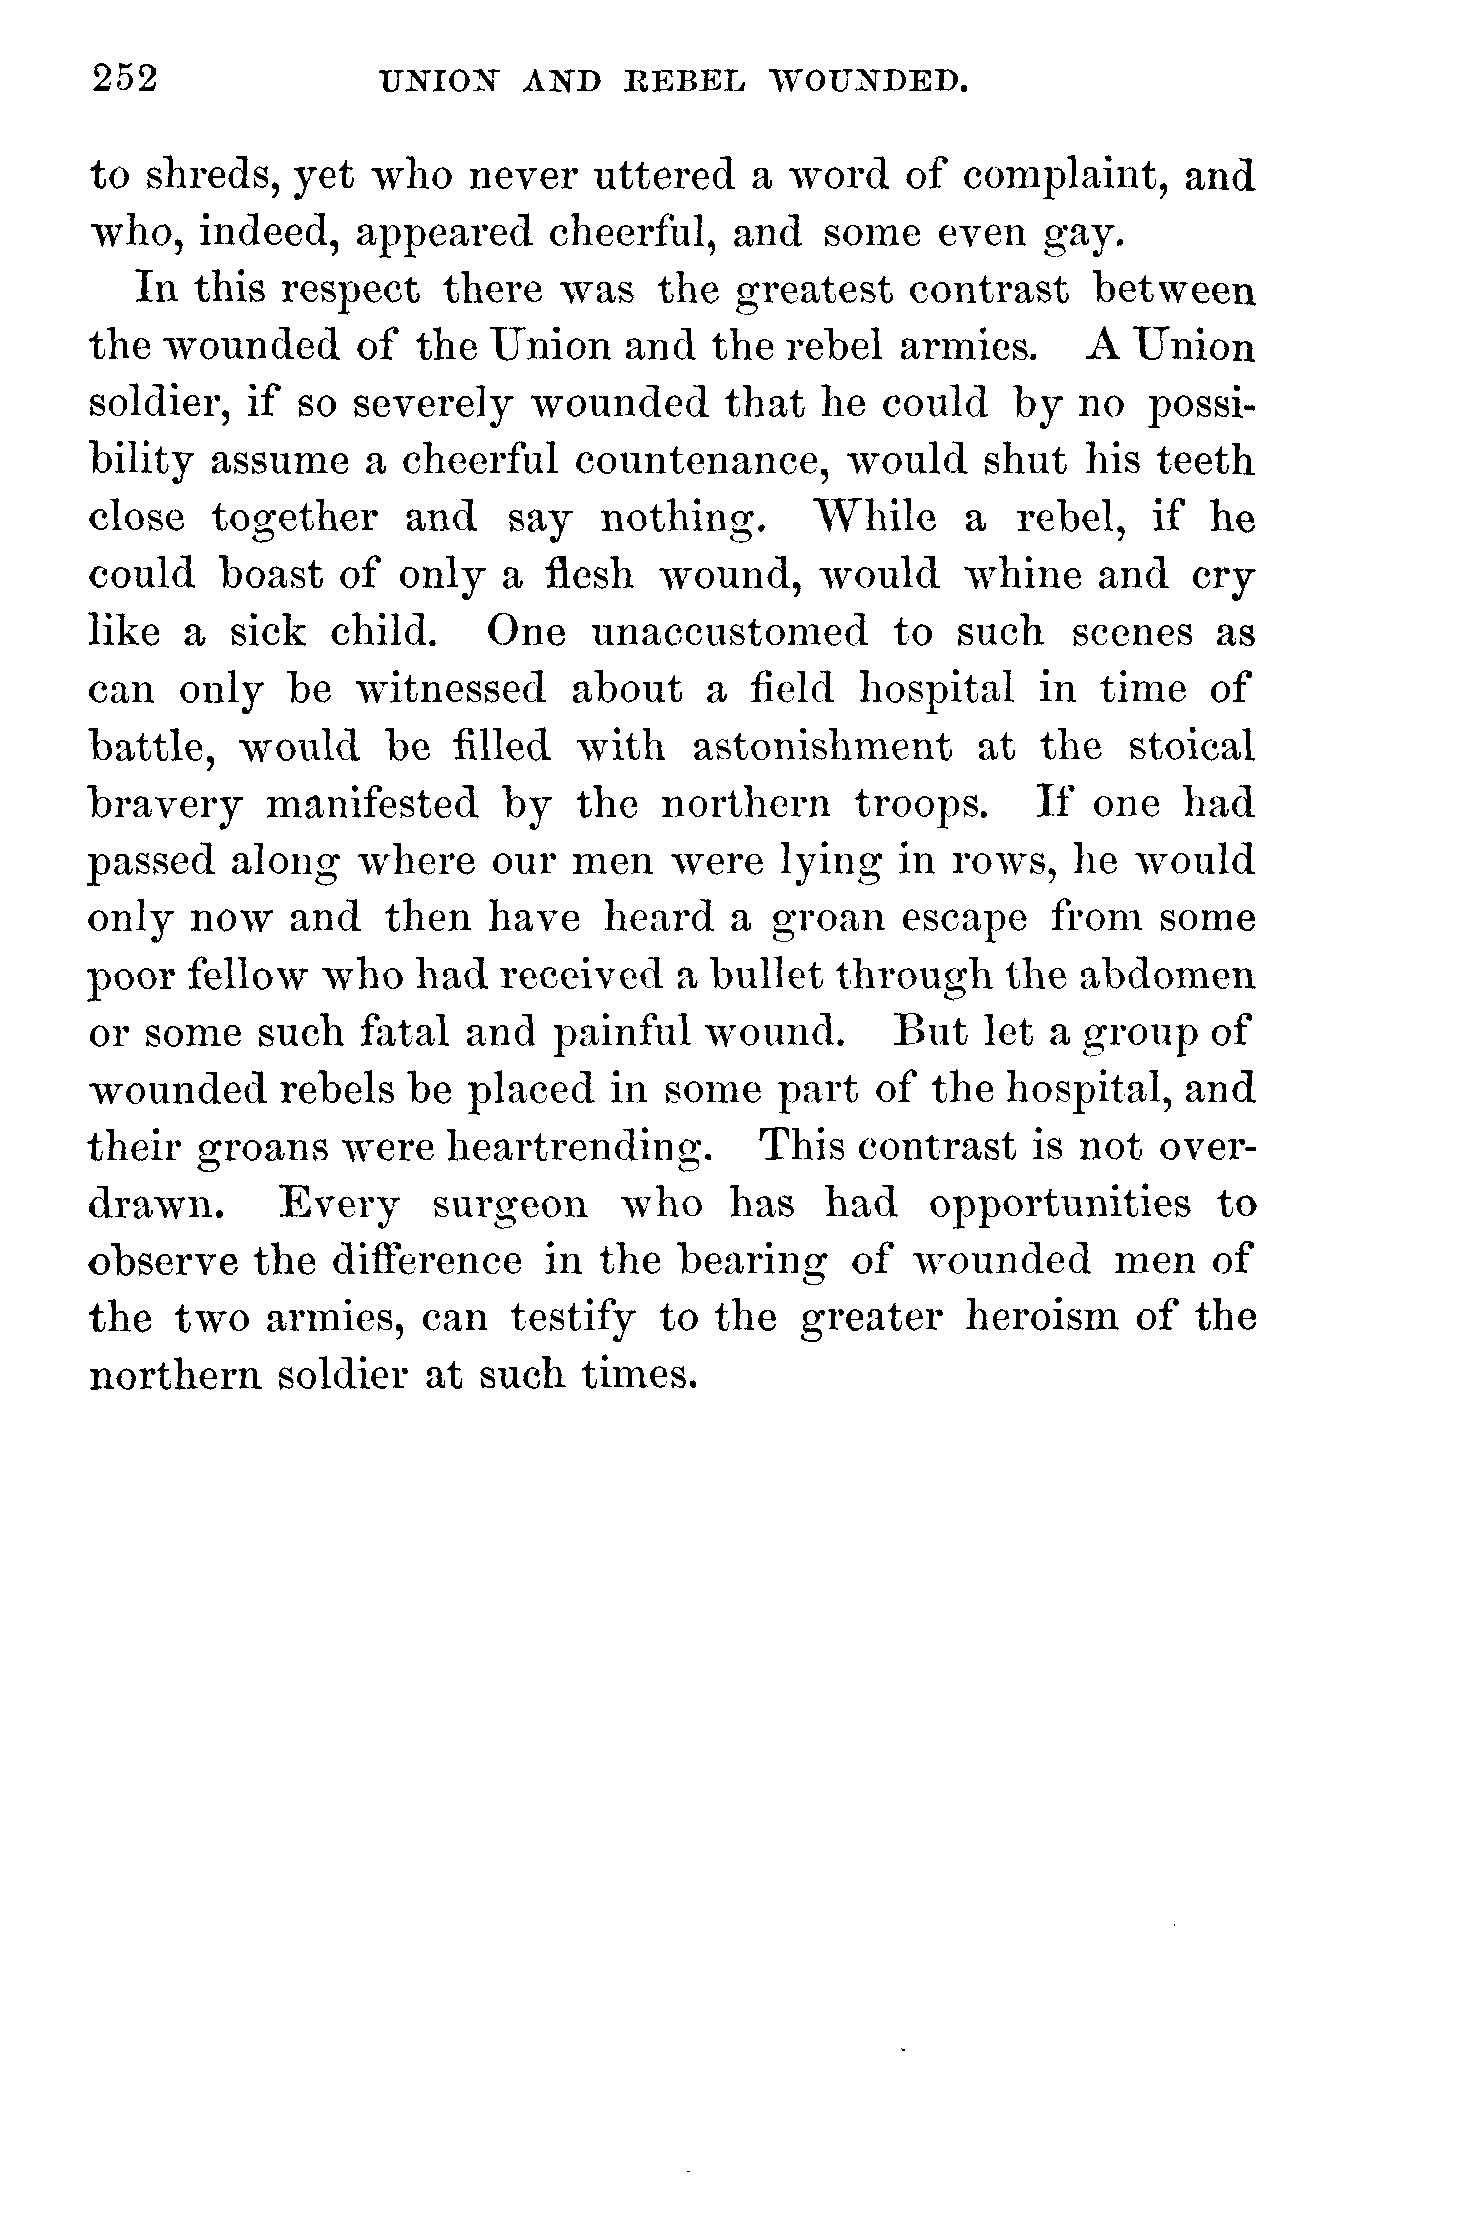 252 UNION AND REBEL WOUNDED.
to shreds, yet who never uttered a word of complaint, and
who, indeed, appeared cheerful, and some even gay.
In this respect there was the greatest contrast between
the wounded of the Union and the rebel armies. A Union
soldier, if so severely wounded that he could by no possi-
bility assume a cheerful countenance, would shut his teeth
close together and say nothing. While a rebel, if he
could boast of only a flesh wound, would whine and cry
like a sick child. One unaccustomed to such scenes as
can only be witnessed about a field hospital in time of
battle, would be filled with astonishment at the stoical
bravery manifested by the northern troops. If one had
passed along where our men were lying in rows, he would
only now and then have heard a groan escape from some
poor fellow who had received a bullet through the abdomen
or some such fatal and painful wound. But let a group of
wounded rebels be placed in some part of the hospital, and
their groans were heartrending. This contrast is not over-
drawn. Every surgeon who has had opportunities to
observe the difference in the bearing of wounded men of
the two armies, can testify to the greater heroism of the
northern soldier at such times.